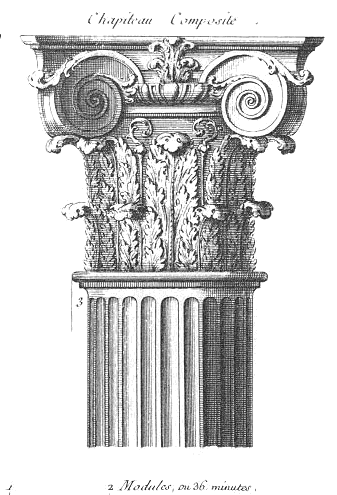 Chapiteau Composite.
3
1
2 Modules, ou 36 minutes.